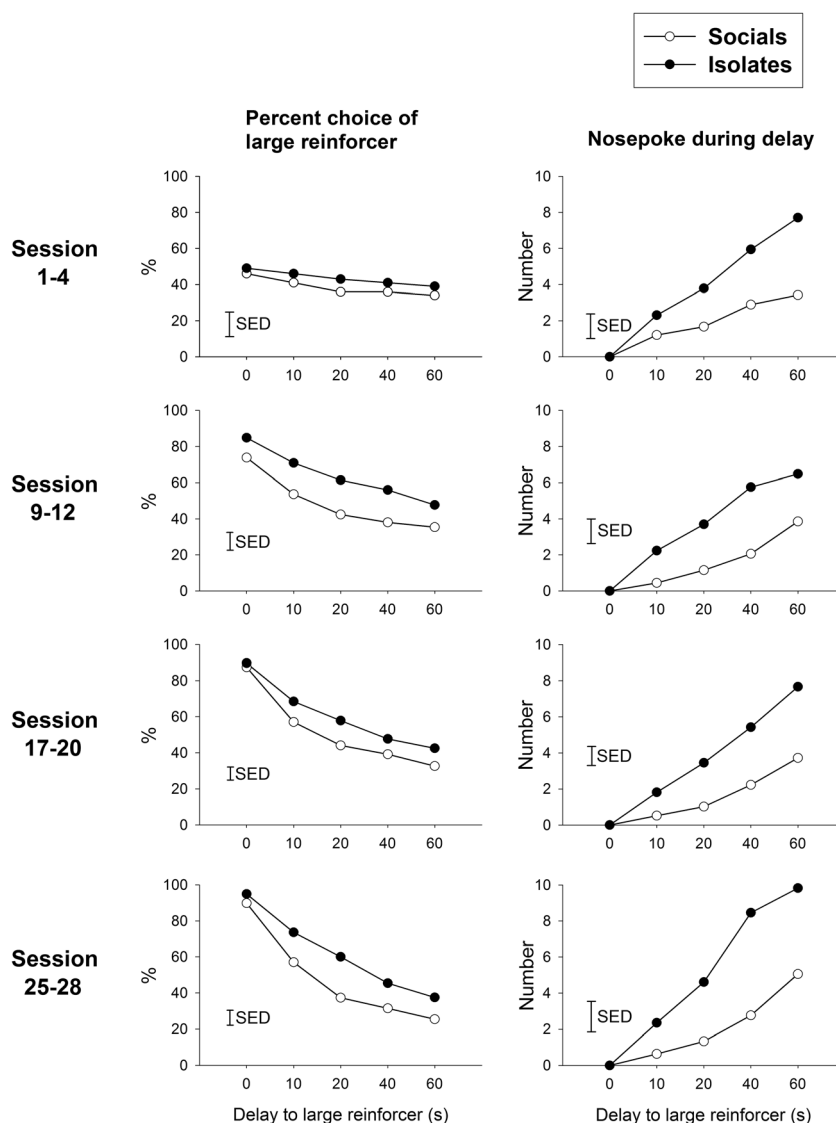 Socials
Isolates
Percent choice of
large reinforcer
Nosepoke during delay
Session
1-4
100
80
60
40
20
0
%
SED
0 10 20 40 60
10
8
6
4
2
0
Number
SED
0 10 20 40 60
Session
9-12
100
80
60
40
20
0
%
SED
0 10 20 40 60
10
8
6
4
2
0
Number
SED
0 10 20 40 60
Session
17-20
100
80
60
40
20
0
%
SED
0 10 20 40 60
10
8
6
4
2
0
Number
SED
0 10 20 40 60
Session
25-28
100
80
60
40
20
0
%
SED
0 10 20 40 60
Delay to large reinforcer (s)
10
8
6
4
2
0
Number
SED
0 10 20 40 60
Delay to large reinforcer (s)